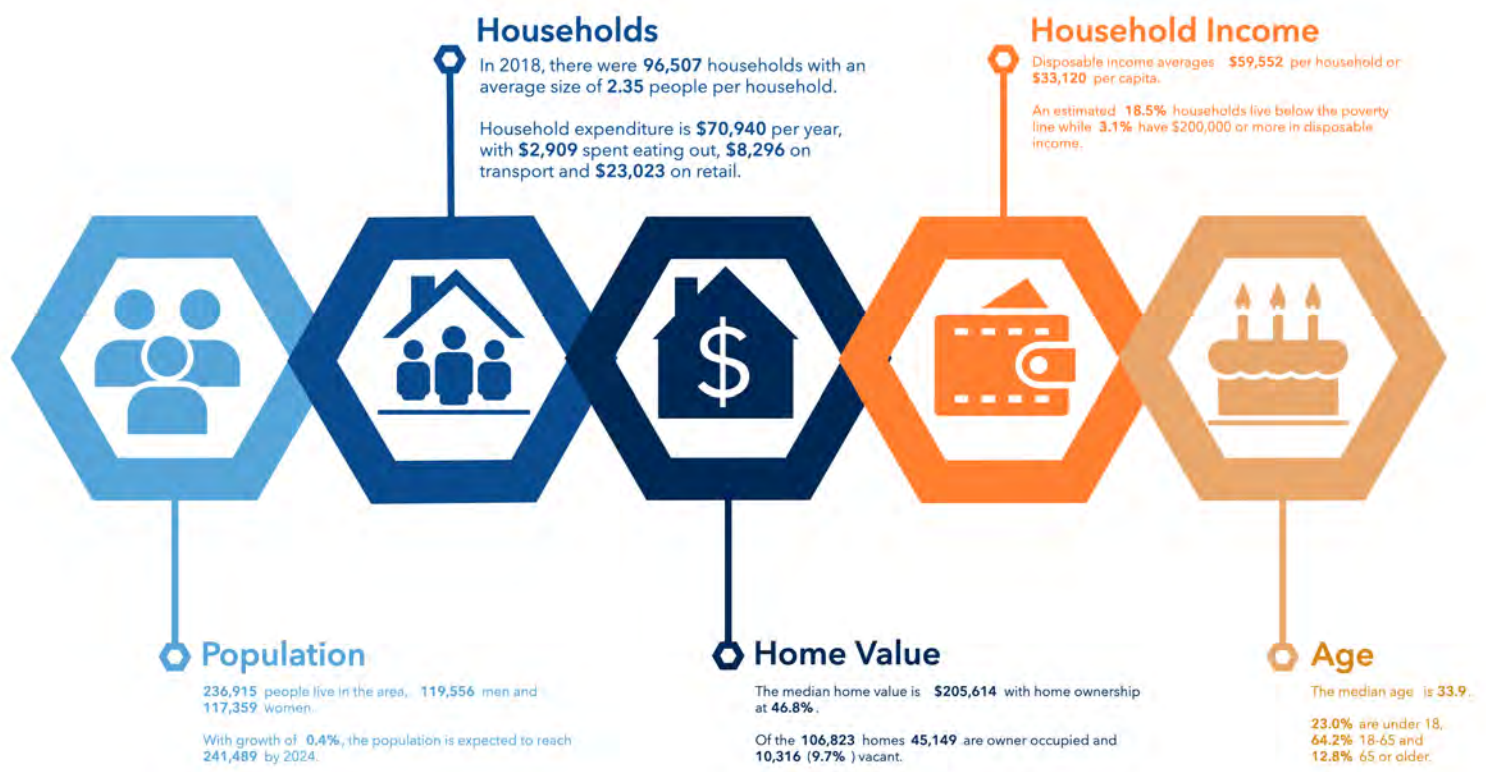 Households
In 2018, there were 96,507 households with an
average size of 2.35 people per household.
Household expenditure is $70,940 per year,
with $2,909 spent eating out, $8,296 on
transport and $23,023 on retail.
Household Income
Disposable income averages $59,552 per household or
$33,120 per capita.
An estimated 18.5% households live below the poverty
line while 3.1% have $200,000 or more in disposable
income.
$
Population
236,915 people live in the area, 119,556 men and
117,359 women.
With growth of 0.4%, the population is expected to reach
241,489 by 2024.
Home Value
The median home value is $205,614 with home ownership
at 46.8%.
Of the 106,823 homes 45,149 are owner occupied and
10,316 (9.7% ) vacant.
Age
The median age is 33.9.
23.0% are under 18,
64.2% 18-65 and
12.8% 65 or older.